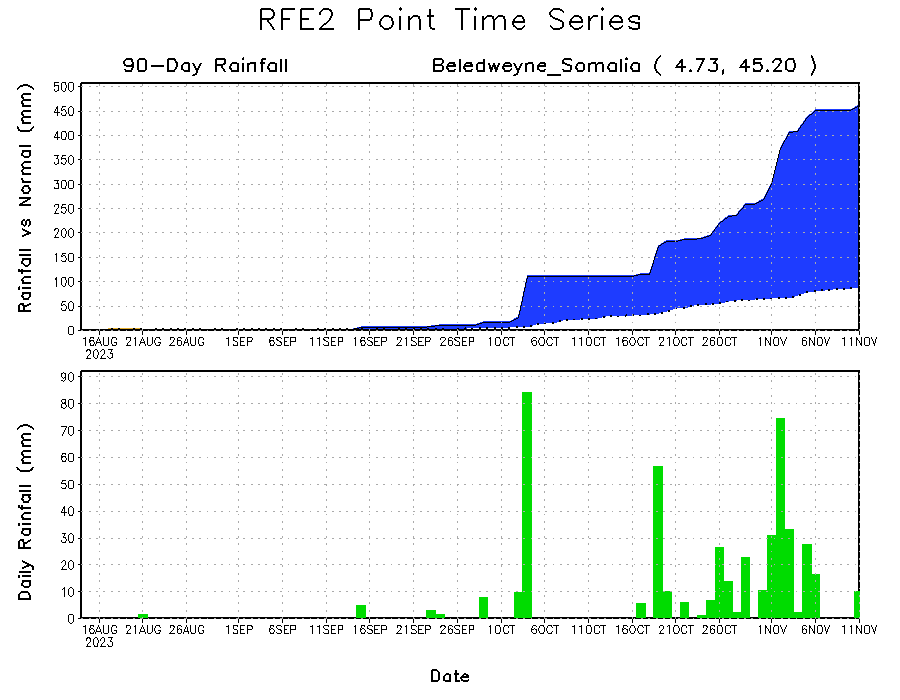 RFE2 Point Time Series
90-Day Rainfall
Beledweyne_Somalia ( 4.73, 45.20 )
Rainfall vs Normal (mm)
500
450
400
350
300
250
200
150
100
50
0
16AUG 21AUG 26AUG 1SEP 6SEP 11SEP 16SEP 21SEP 26SEP 1OCT 6OCT 11OCT 16OCT 21OCT 26OCT 1NOV 6NOV 11NOV
2023
Daily Rainfall (mm)
90
80
70
60
50
40
30
20
10
0
16AUG 21AUG 26AUG 1SEP 6SEP 11SEP 16SEP 21SEP 26SEP 1OCT 6OCT 11OCT 16OCT 21OCT 26OCT 1NOV 6NOV 11NOV
2023
Date